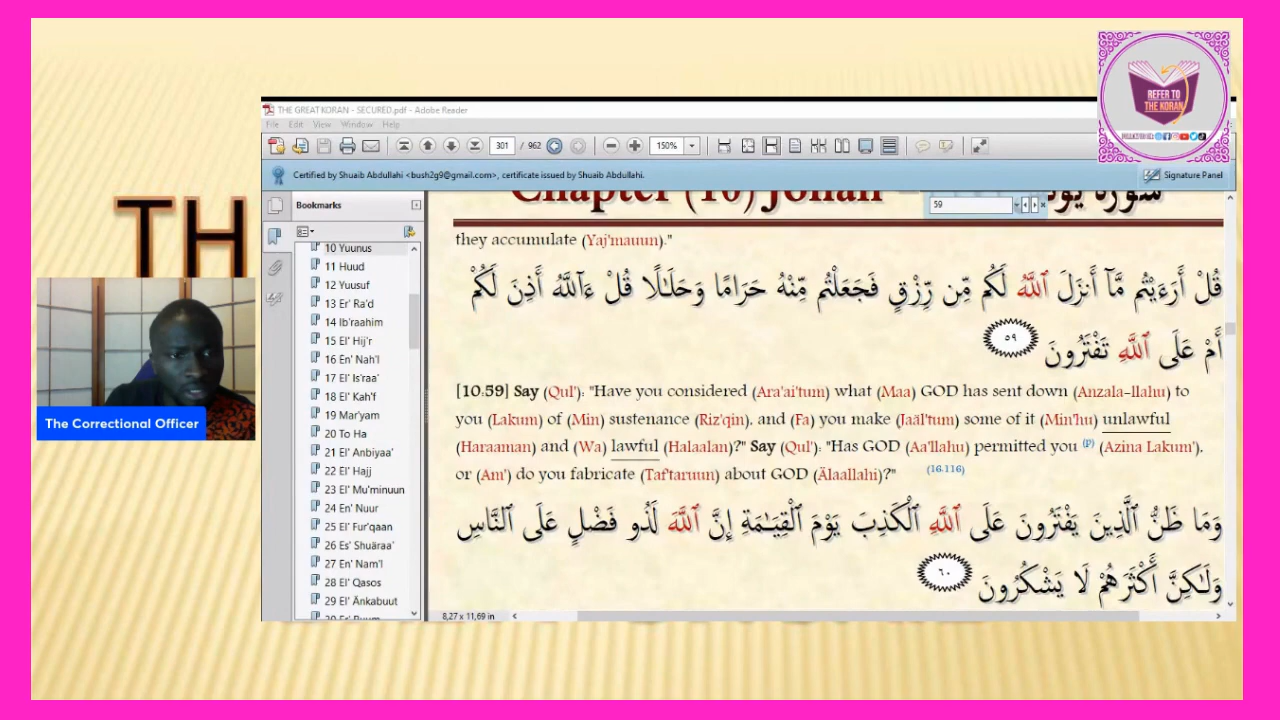 REFER TO
THE KORAN
THE GREAT KORAN - SECURED.pdf - Adobe Reader
File Edit View Window Help
301 / 962 150%
Certified by Shuaib Abdullahi <bush2g9@gmail.com>, certificate issued by Shuaib Abdullahi.
Signature Panel
TH
The Correctional Officer
Bookmarks
10 Yuunus
11 Huud
12 Yuusuf
13 Er' Ra'd
14 Ib'raahim
15 El' Hij'r
16 En' Nah'l
17 El' Is'raa'
18 El' Kah'f
19 Mar'yam
20 To Ha
21 El' Anbiyaa'
22 El' Hajj
23 El' Mu'minuun
24 En' Nuur
25 El' Fur'qaan
26 Es' Shuäraa'
27 En' Nam'l
28 El' Qasos
29 El' Änkabuut
Chapter (10) Jonah
59
they accumulate (Yaj'mauun)."
قُلْ أَرَءَيْتُم مَّآ أَنزَلَ ٱللَّهُ لَكُم مِّن رِّزْقٍ فَجَعَلْتُم مِّنْهُ حَرَامًا وَحَلَـٰلًا قُلْ ءَآللَّهُ أَذِنَ لَكُمْ
أَمْ عَلَى ٱللَّهِ تَفْتَرُونَ ٥٩
[10:59] Say (Qul'): "Have you considered (Ara'ai'tum) what (Maa) GOD has sent down (Anzala-llahu) to
you (Lakum) of (Min) sustenance (Riz'qin), and (Fa) you make (Jaäl'tum) some of it (Min'hu) unlawful
(Haraaman) and (Wa) lawful (Halaalan)?" Say (Qul'): "Has GOD (Aa'llahu) permitted you (P) (Azina Lakum'),
or (Am') do you fabricate (Taf'taruun) about GOD (Älaallahi)?" (16:116)
وَمَا ظَنُّ ٱلَّذِينَ يَفْتَرُونَ عَلَى ٱللَّهِ ٱلْكَذِبَ يَوْمَ ٱلْقِيَـٰمَةِ إِنَّ ٱللَّهَ لَذُو فَضْلٍ عَلَى ٱلنَّاسِ
وَلَـٰكِنَّ أَكْثَرَهُمْ لَا يَشْكُرُونَ ٦٠
8,27 x 11,69 in